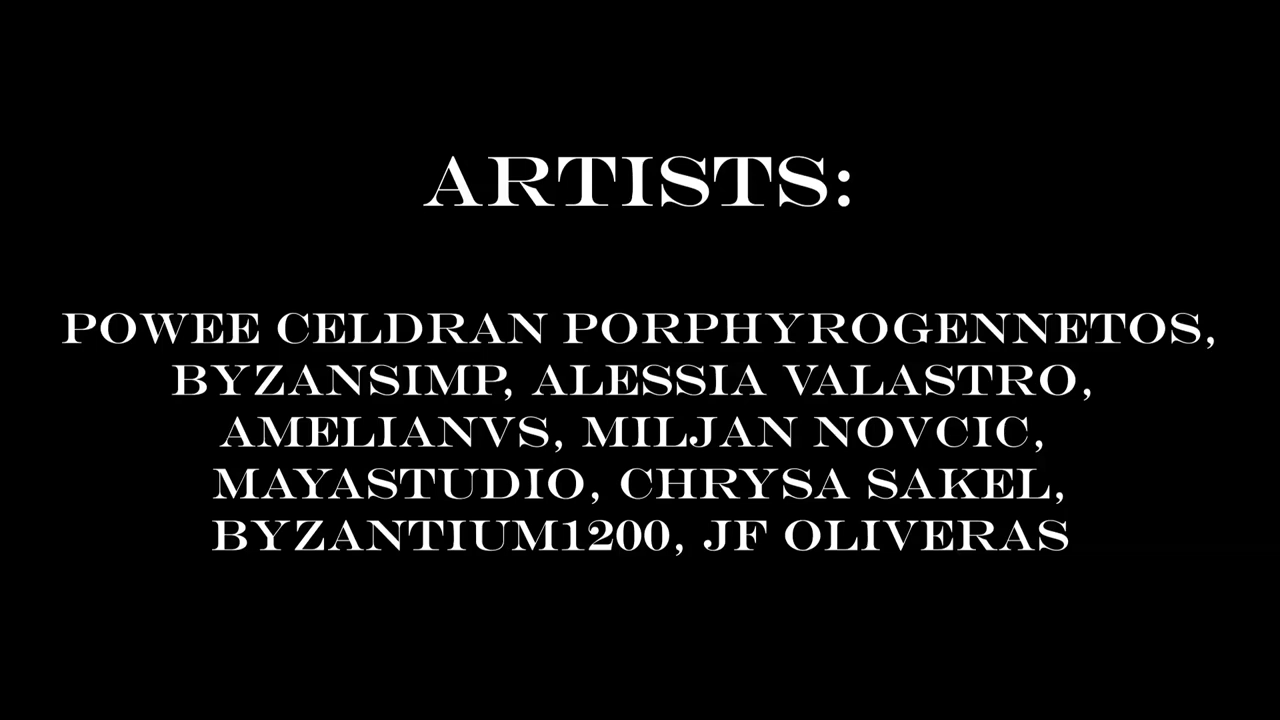 ARTISTS:
POWEE CELDRAN PORPHYROGENNETOS,
BYZANSIMP, ALESSIA VALASTRO,
AMELIANVS, MILJAN NOVCIC,
MAYASTUDIO, CHRYSA SAKEL,
BYZANTIUM1200, JF OLIVERAS